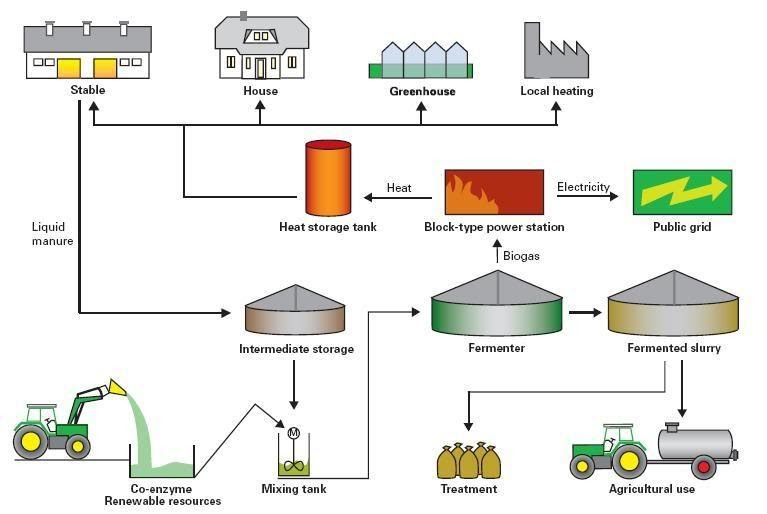 Stable
House
Greenhouse
Local heating
Heat
Electricity
Heat storage tank
Block-type power station
Public grid
Liquid
manure
Biogas
Intermediate storage
Fermenter
Fermented slurry
M
Co-enzyme
Renewable resources
Mixing tank
Treatment
Agricultural use